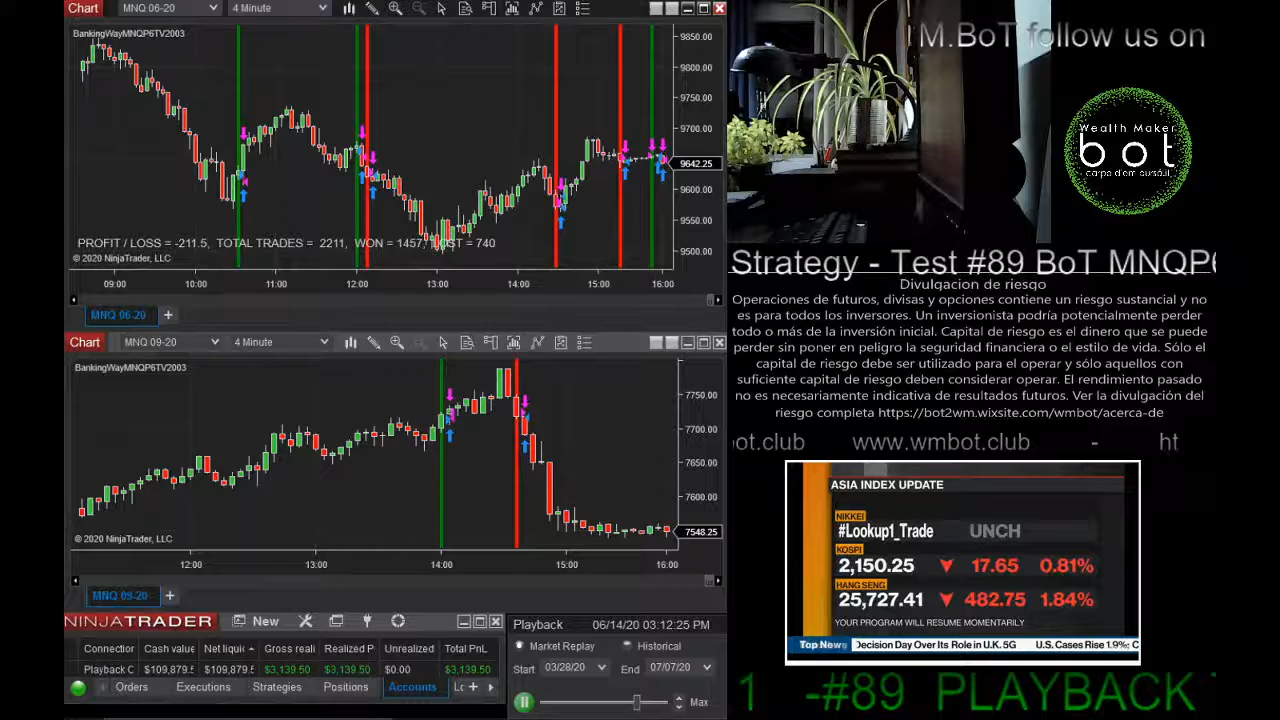 Chart MNQ 06-20 4 Minute
BankingWayMNQP6TV2003
9850.00
9800.00
9750.00
9700.00
9642.25
9600.00
9550.00
9500.00
PROFIT / LOSS = -211.5, TOTAL TRADES = 2211, WON = 1457, LOST = 740
© 2020 NinjaTrader, LLC
09:00 10:00 11:00 12:00 13:00 14:00 15:00 16:00
MNQ 06-20 +
Chart MNQ 09-20 4 Minute
BankingWayMNQP6TV2003
7750.00
7700.00
7650.00
7600.00
7548.25
© 2020 NinjaTrader, LLC
12:00 13:00 14:00 15:00 16:00
MNQ 09-20 +
NINJATRADER New
Connection Cash value Net liquid Gross reali Realized P Unrealized Total PnL
Playback C $109,879.5 $109,879.5 $3,139.50 $3,139.50 $0.00 $3,139.50
Orders Executions Strategies Positions Accounts Lo +
Playback 06/14/20 03:12:25 PM
Market Replay Historical
Start 03/28/20 End 07/07/20
Max
M.BoT follow us on
Wealth Maker
bot
Strategy - Test #89 BoT MNQP6
Divulgacion de riesgo
Operaciones de futuros, divisas y opciones contiene un riesgo sustancial y no
es para todos los inversores. Un inversionista podría potencialmente perder
todo o más de la inversión inicial. Capital de riesgo es el dinero que se puede
perder sin poner en peligro la seguridad financiera o el estilo de vida. Sólo el
capital de riesgo debe ser utilizado para el operar y sólo aquellos con
suficiente capital de riesgo deben considerar operar. El rendimiento pasado
no es necesariamente indicativa de resultados futuros. Ver la divulgación del
riesgo completa https://bot2wm.wixsite.com/wmbot/acerca-de
bot.club www.wmbot.club - ht
ASIA INDEX UPDATE
NIKKEI
#Lookup1_Trade UNCH
KOSPI
2,150.25 ▼ 17.65 0.81%
HANG SENG
25,727.41 ▼ 482.75 1.84%
YOUR PROGRAM WILL RESUME MOMENTARILY
Top News Decision Day Over Its Role in U.K. 5G U.S. Cases Rise 1.9%; C
1 -#89 PLAYBACK